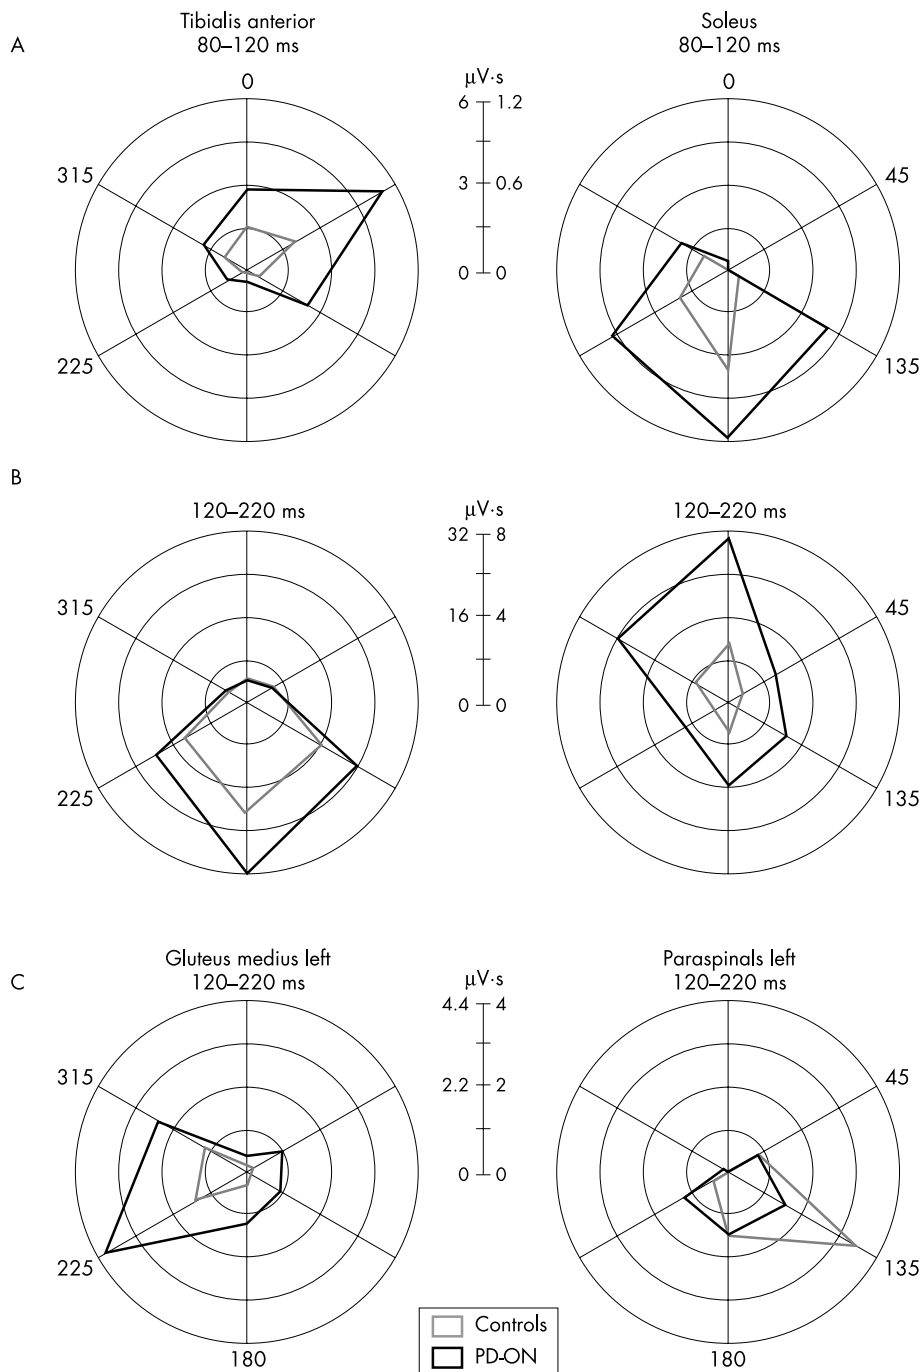 A
Tibialis anterior
80–120 ms
0
315
225
μV·s
6 1.2
3 0.6
0 0
Soleus
80–120 ms
45
135
B
120–220 ms
315
225
μV·s
32 8
16 4
0 0
120–220 ms
45
135
C
Gluteus medius left
120–220 ms
315
225
180
μV·s
4.4 4
2.2 2
0 0
Paraspinals left
120–220 ms
45
135
180
Controls
PD-ON